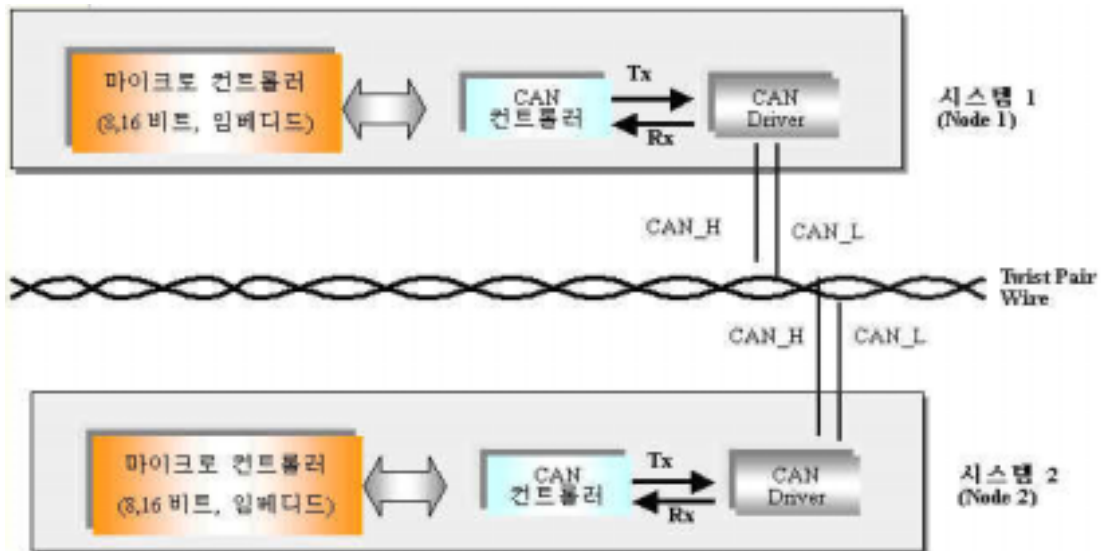 마이크로 컨트롤러
(8,16 비트, 임베디드)
CAN
컨트롤러
Tx
Rx
CAN
Driver
시스템 1
(Node 1)
CAN_H
CAN_L
Twist Pair
Wire
CAN_H
CAN_L
마이크로 컨트롤러
(8,16 비트, 임베디드)
CAN
컨트롤러
Tx
Rx
CAN
Driver
시스템 2
(Node 2)